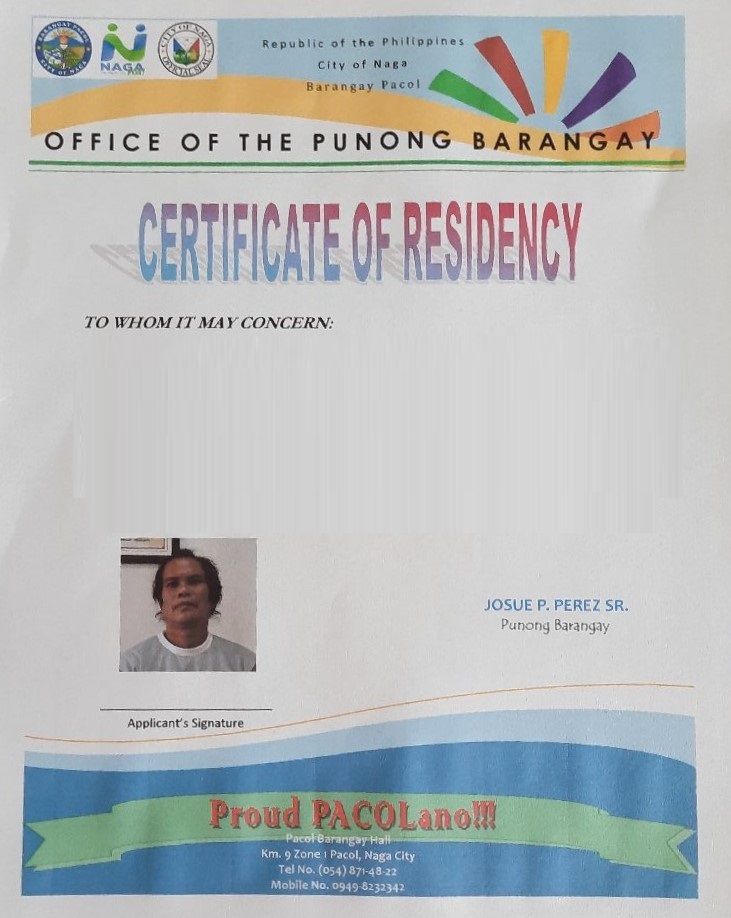 BARANGAY PACOL
CITY OF NAGA
NAGA
CITY OF NAGA
OFFICIAL SEAL
Republic of the Philippines
City of Naga
Barangay Pacol
OFFICE OF THE PUNONG BARANGAY
CERTIFICATE OF RESIDENCY
TO WHOM IT MAY CONCERN:
JOSUE P. PEREZ SR.
Punong Barangay
Applicant's Signature
Proud PACOLano!!!
Pacol Barangay Hall
Km. 9 Zone 1 Pacol, Naga City
Tel No. (054) 871-48-22
Mobile No. 0949-8232342